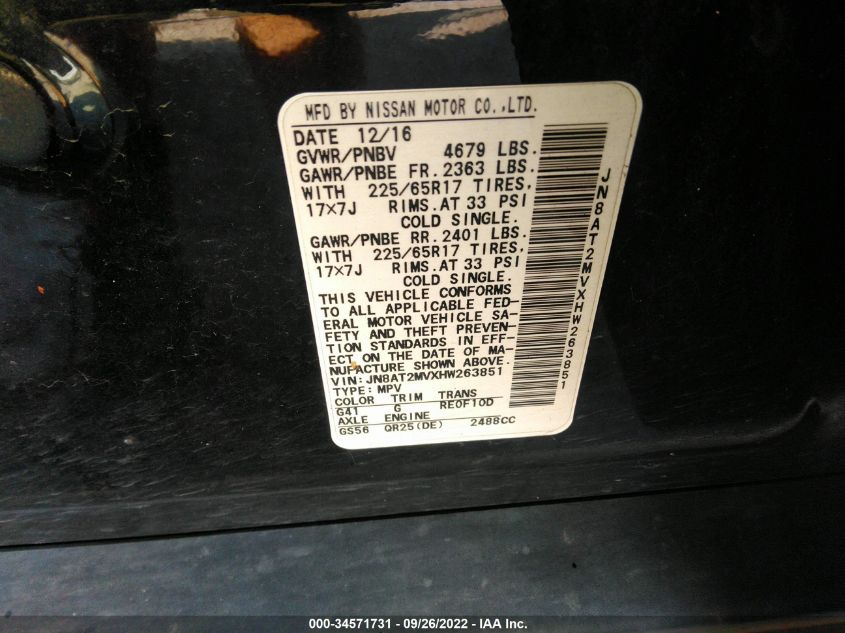 MFD BY NISSAN MOTOR CO.,LTD.
DATE 12/16
GVWR/PNBV 4679 LBS.
GAWR/PNBE FR. 2363 LBS.
WITH 225/65R17 TIRES,
17×7J RIMS. AT 33 PSI
COLD SINGLE.
GAWR/PNBE RR. 2401 LBS.
WITH 225/65R17 TIRES,
17×7J RIMS. AT 33 PSI
COLD SINGLE.
THIS VEHICLE CONFORMS
TO ALL APPLICABLE FED-
ERAL MOTOR VEHICLE SA-
FETY AND THEFT PREVEN-
TION STANDARDS IN EFF-
ECT ON THE DATE OF MA-
NUFACTURE SHOWN ABOVE.
VIN: JN8AT2MVXHW263851
TYPE: MPV
COLOR TRIM TRANS
G41 G RE0F10D
AXLE ENGINE
GS56 QR25(DE) 2488CC
JN8AT2MVXHW263851
000-34571731 - 09/26/2022 - IAA Inc.